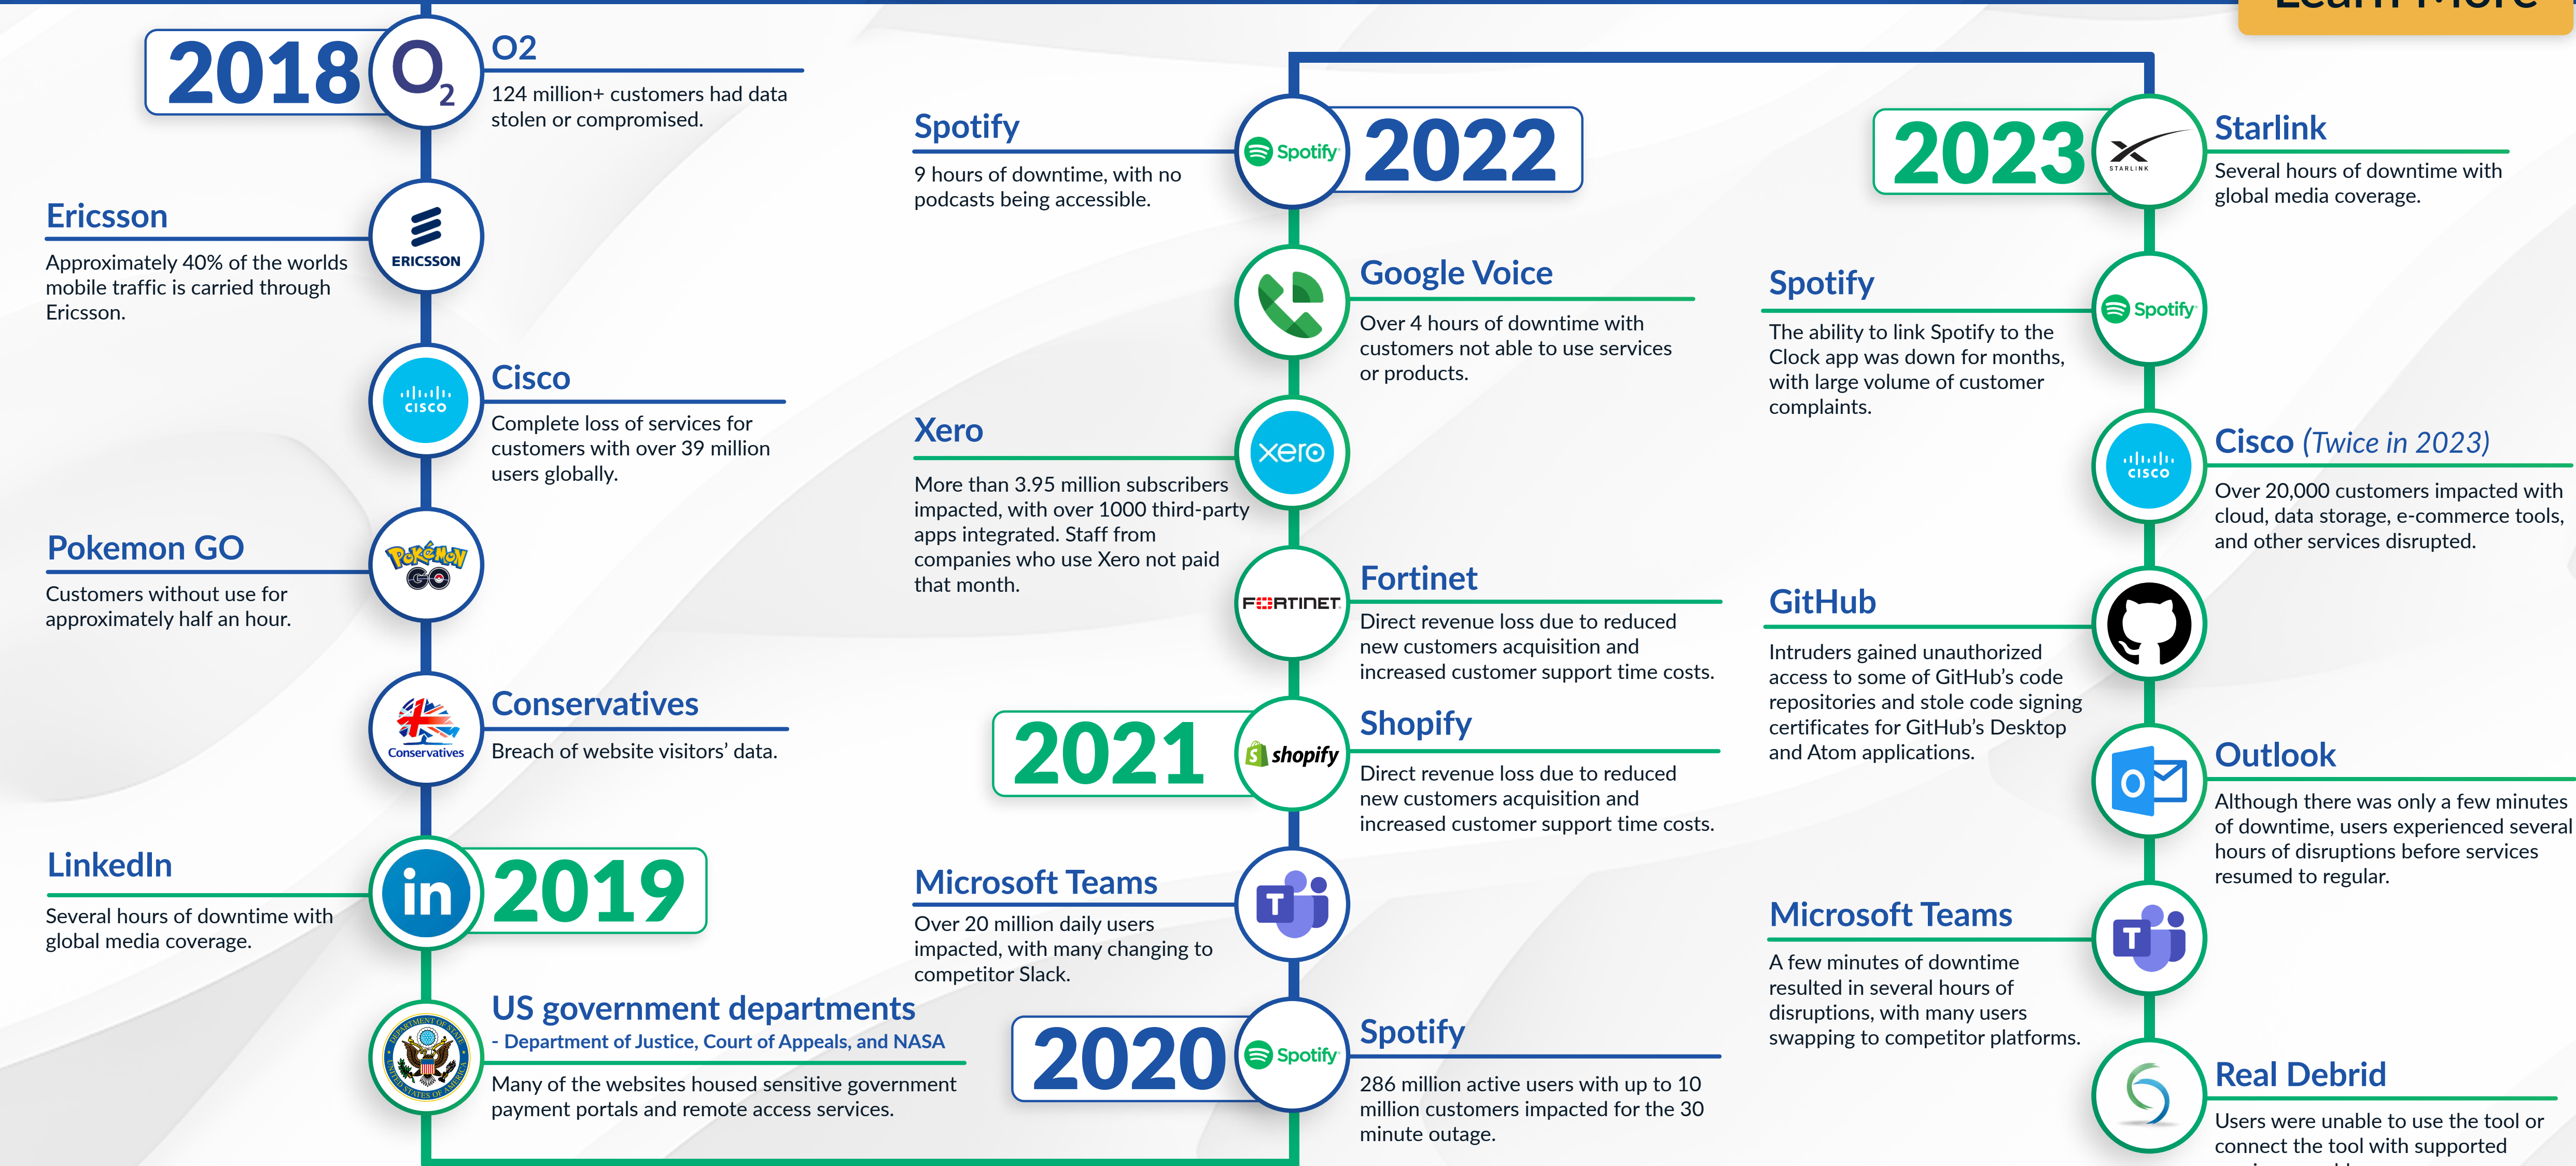 Learn More
2018
O2
O2
124 million+ customers had data
stolen or compromised.
Ericsson
ERICSSON
Approximately 40% of the worlds
mobile traffic is carried through
Ericsson.
CISCO
Cisco
Complete loss of services for
customers with over 39 million
users globally.
Pokemon GO
POKéMON
GO
Customers without use for
approximately half an hour.
Conservatives
Conservatives
Breach of website visitors’ data.
LinkedIn
in
2019
Several hours of downtime with
global media coverage.
DEPARTMENT OF STATE
UNITED STATES OF AMERICA
US government departments
- Department of Justice, Court of Appeals, and NASA
Many of the websites housed sensitive government
payment portals and remote access services.
Spotify
Spotify
2022
9 hours of downtime, with no
podcasts being accessible.
Google Voice
Over 4 hours of downtime with
customers not able to use services
or products.
Xero
xero
More than 3.95 million subscribers
impacted, with over 1000 third-party
apps integrated. Staff from
companies who use Xero not paid
that month.
FORTINET
Fortinet
Direct revenue loss due to reduced
new customers acquisition and
increased customer support time costs.
2021
shopify
Shopify
Direct revenue loss due to reduced
new customers acquisition and
increased customer support time costs.
Microsoft Teams
T
Over 20 million daily users
impacted, with many changing to
competitor Slack.
2020
Spotify
Spotify
286 million active users with up to 10
million customers impacted for the 30
minute outage.
2023
STARLINK
Starlink
Several hours of downtime with
global media coverage.
Spotify
Spotify
The ability to link Spotify to the
Clock app was down for months,
with large volume of customer
complaints.
CISCO
Cisco (Twice in 2023)
Over 20,000 customers impacted with
cloud, data storage, e-commerce tools,
and other services disrupted.
GitHub
Intruders gained unauthorized
access to some of GitHub’s code
repositories and stole code signing
certificates for GitHub’s Desktop
and Atom applications.
O
Outlook
Although there was only a few minutes
of downtime, users experienced several
hours of disruptions before services
resumed to regular.
Microsoft Teams
T
A few minutes of downtime
resulted in several hours of
disruptions, with many users
swapping to competitor platforms.
Real Debrid
Users were unable to use the tool or
connect the tool with supported